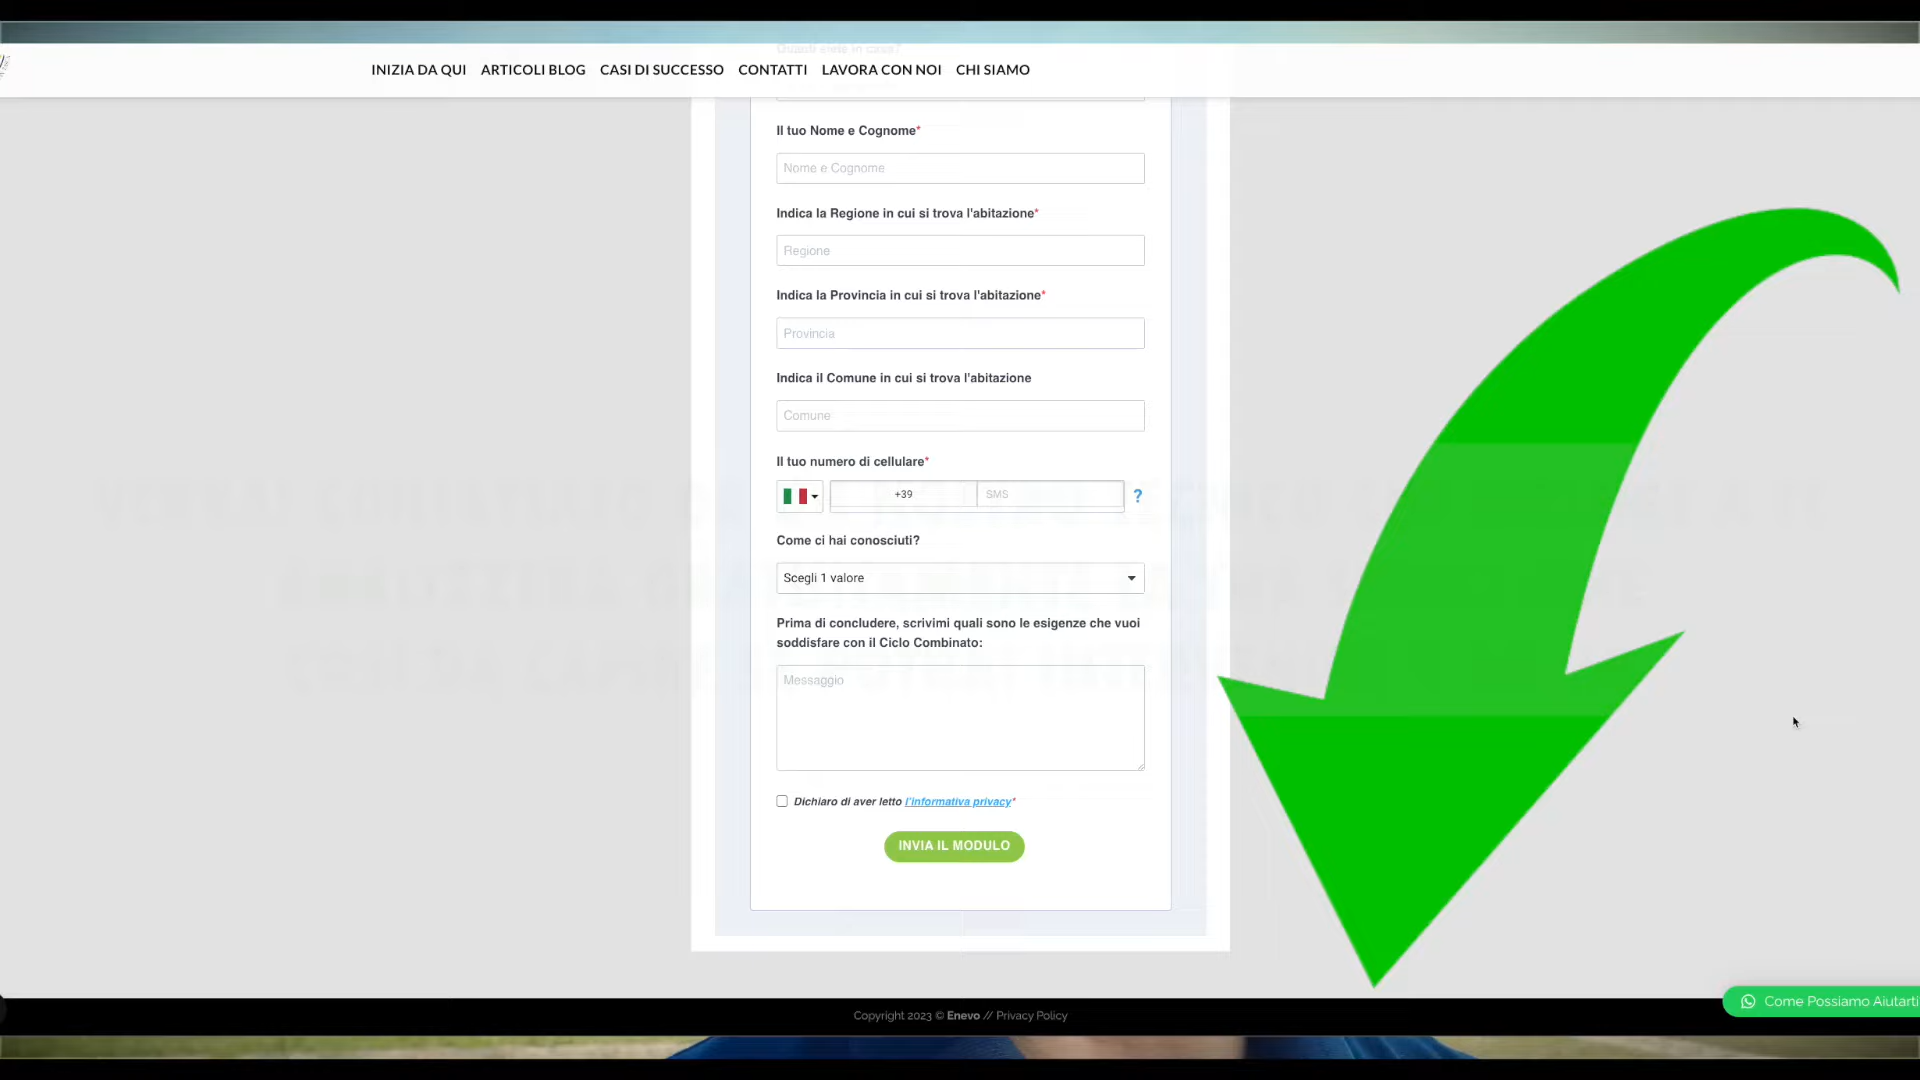 Quanti siete in casa?
INIZIA DA QUI ARTICOLI BLOG CASI DI SUCCESSO CONTATTI LAVORA CON NOI CHI SIAMO
Il tuo Nome e Cognome*
Nome e Cognome
Indica la Regione in cui si trova l'abitazione*
Regione
Indica la Provincia in cui si trova l'abitazione*
Provincia
Indica il Comune in cui si trova l'abitazione
Comune
Il tuo numero di cellulare*
+39 SMS ?
Come ci hai conosciuti?
Scegli 1 valore
Prima di concludere, scrivimi quali sono le esigenze che vuoi
soddisfare con il Ciclo Combinato:
Messaggio
Dichiaro di aver letto l'informativa privacy*
INVIA IL MODULO
Come Possiamo Aiutarti
Copyright 2023 © Enevo // Privacy Policy